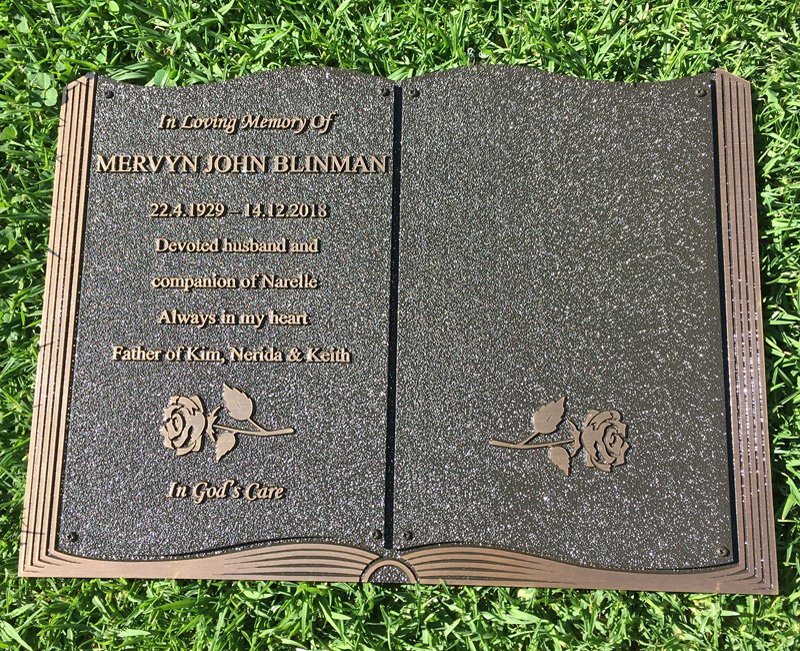 In Loving Memory Of
MERVYN JOHN BLINMAN
22.4.1929 – 14.12.2018
Devoted husband and
companion of Narelle
Always in my heart
Father of Kim, Nerida & Keith
In God's Care